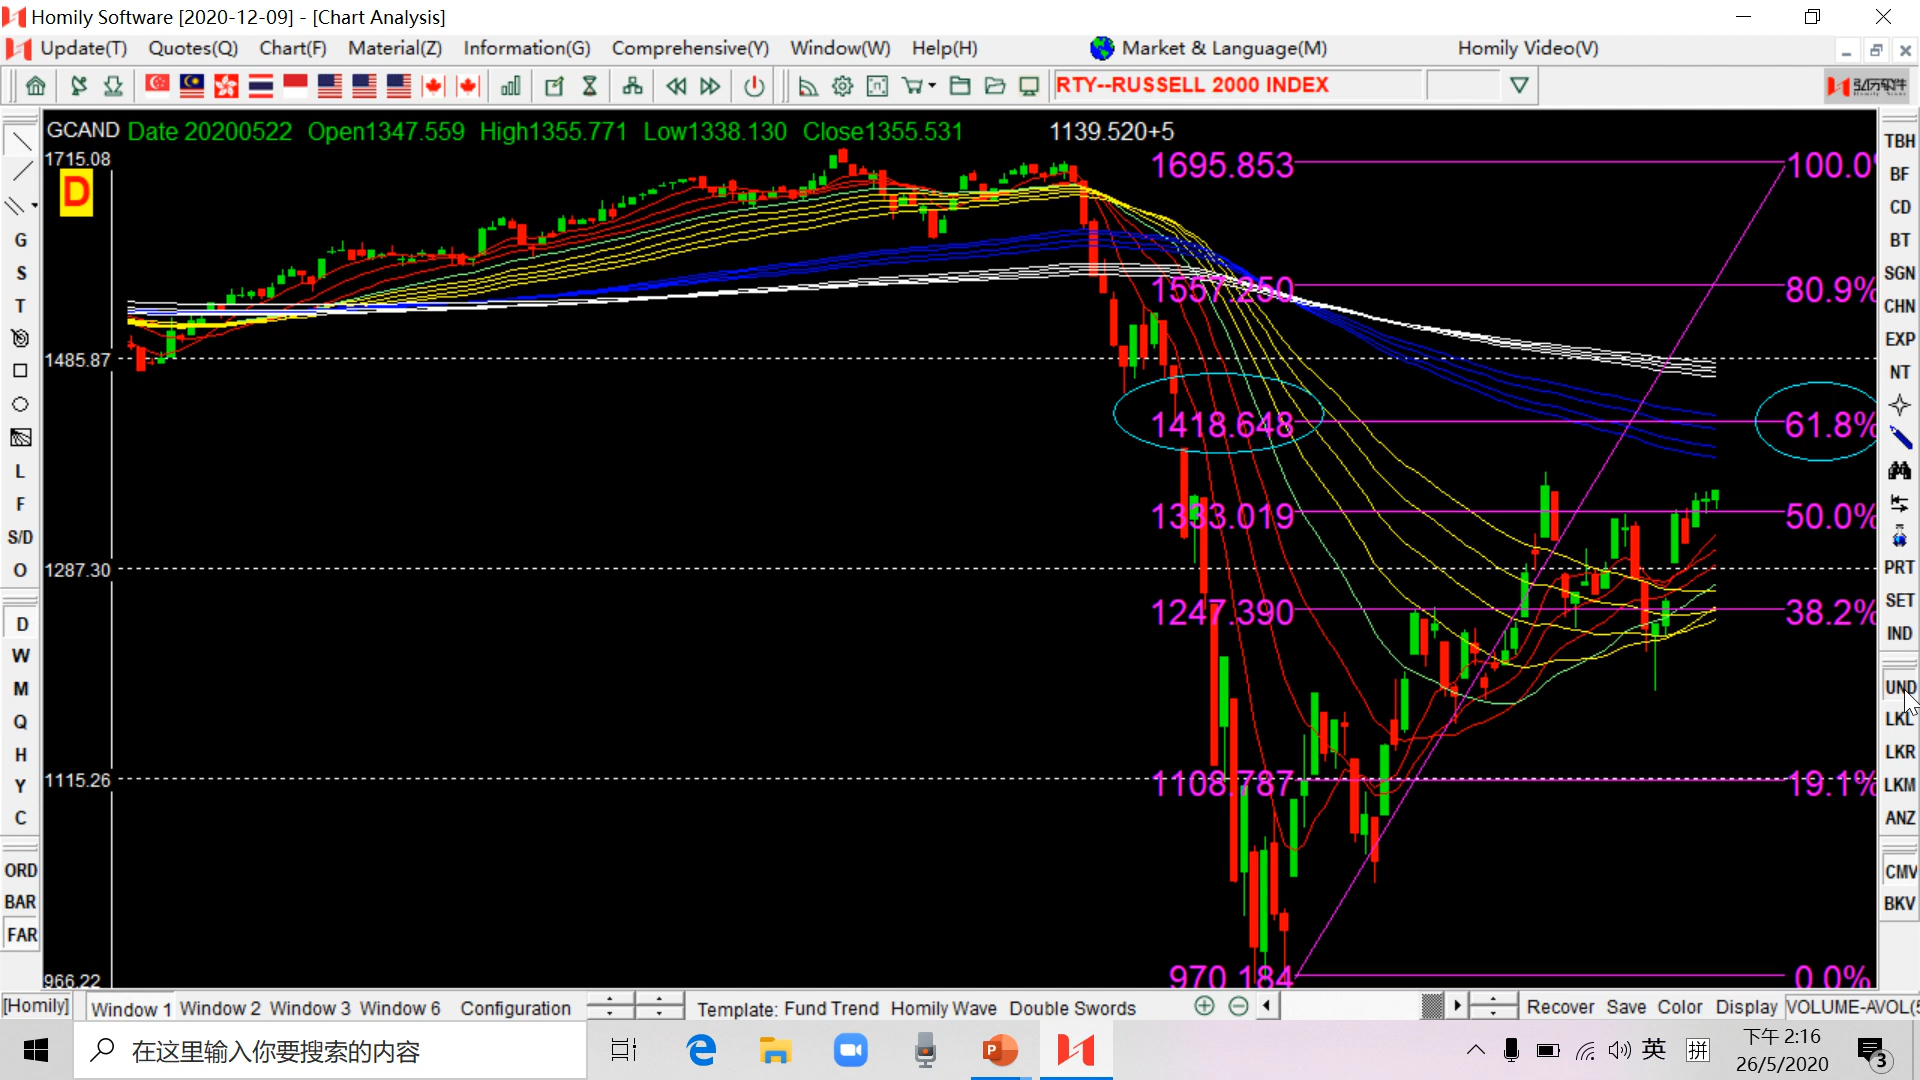 Homily Software [2020-12-09] - [Chart Analysis]
Update(T) Quotes(Q) Chart(F) Material(Z) Information(G) Comprehensive(Y) Window(W) Help(H) Market & Language(M) Homily Video(V)
RTY--RUSSELL 2000 INDEX
GCAND Date 20200522 Open1347.559 High1355.771 Low1338.130 Close1355.531 1139.520+5
1715.08
D
1695.853 100.0
1557.250 80.9%
1485.87
1418.648 61.8%
1333.019 50.0%
1287.30
1247.390 38.2%
1115.26
1108.787 19.1%
970.184 0.0%
966.22
G
S
T
L
F
S/D
O
D
W
M
Q
H
Y
C
ORD
BAR
FAR
TBH
BF
CD
BT
SGN
CHN
EXP
NT
PRT
SET
IND
UND
LKL
LKR
LKM
ANZ
CMV
BKV
[Homily] Window 1 Window 2 Window 3 Window 6 Configuration Template: Fund Trend Homily Wave Double Swords Recover Save Color Display VOLUME-AVOL(5
在这里输入你要搜索的内容
英 拼
下午 2:16
26/5/2020
3